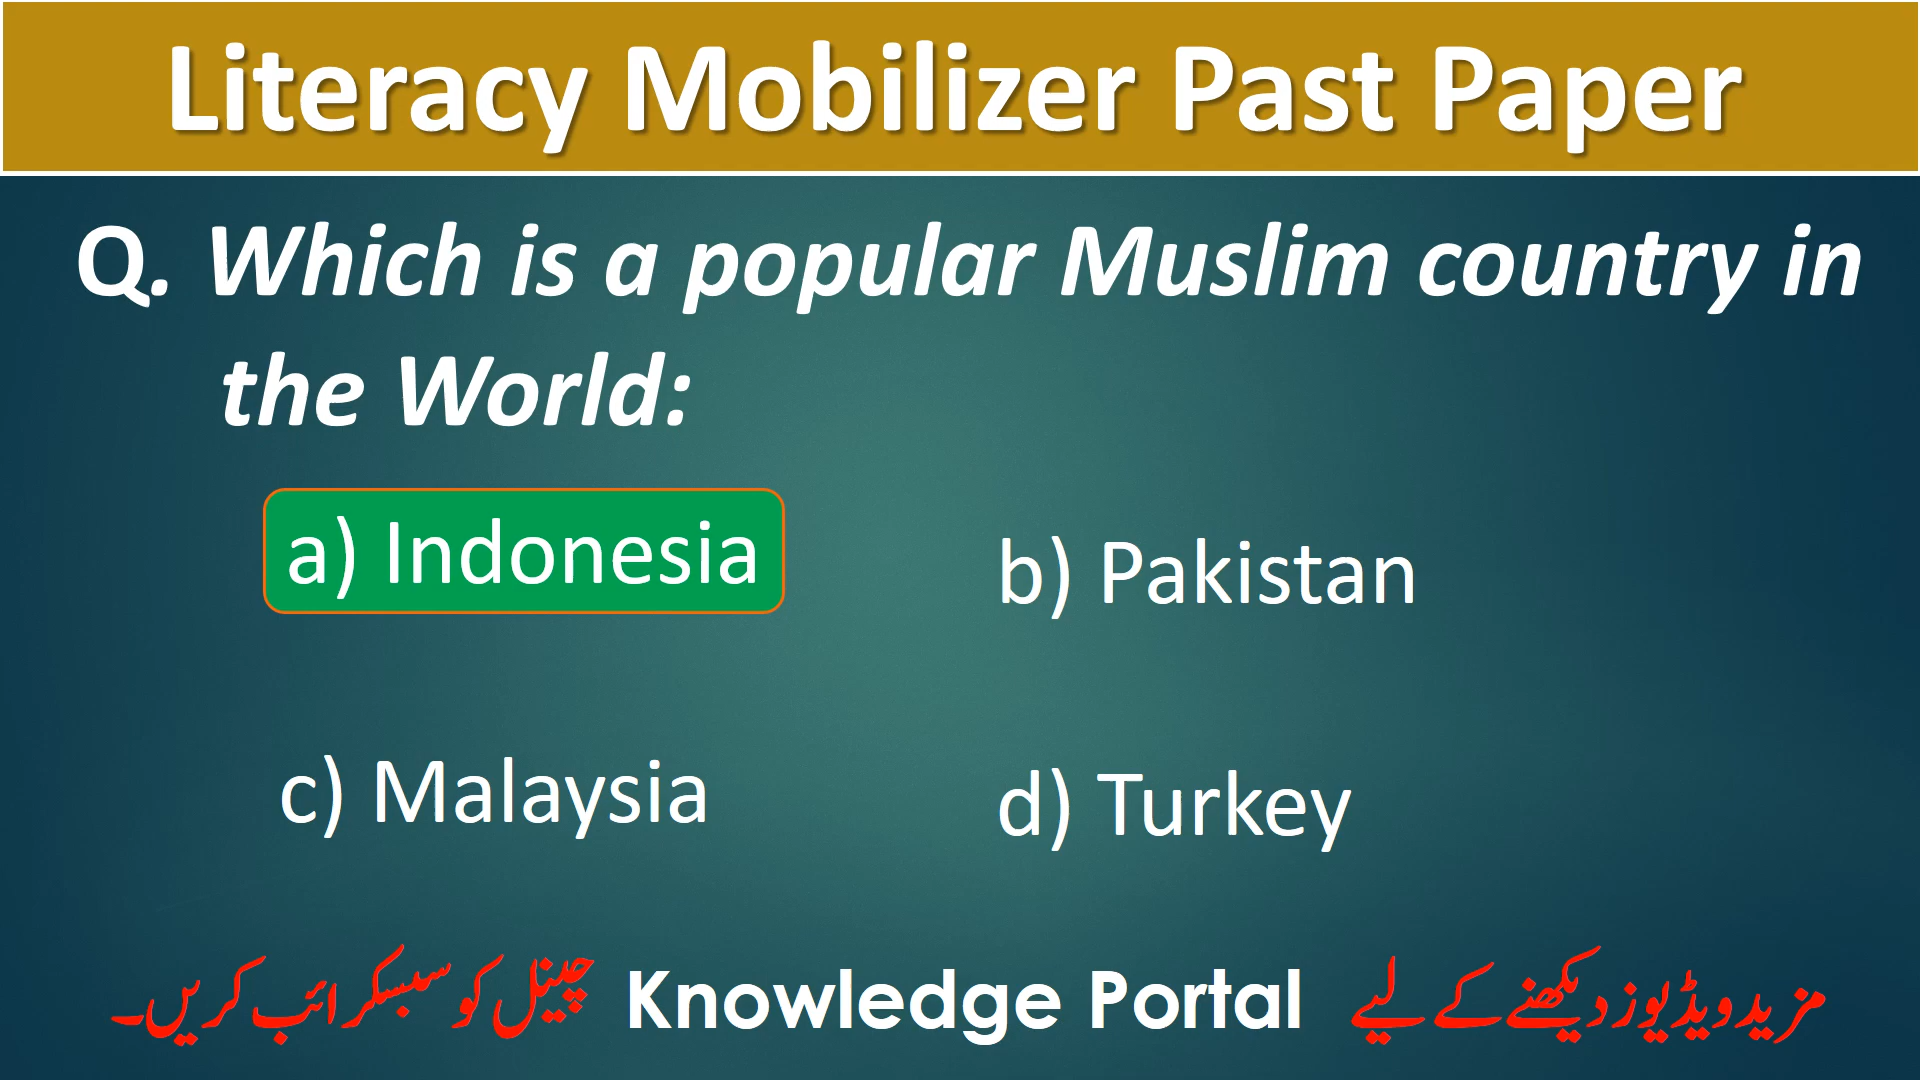 Literacy Mobilizer Past Paper
Q. Which is a popular Muslim country in
the World:
a) Indonesia
b) Pakistan
c) Malaysia
d) Turkey
مزید ویڈیوز دیکھنے کے لیے Knowledge Portal چینل کو سبسکرائب کریں۔